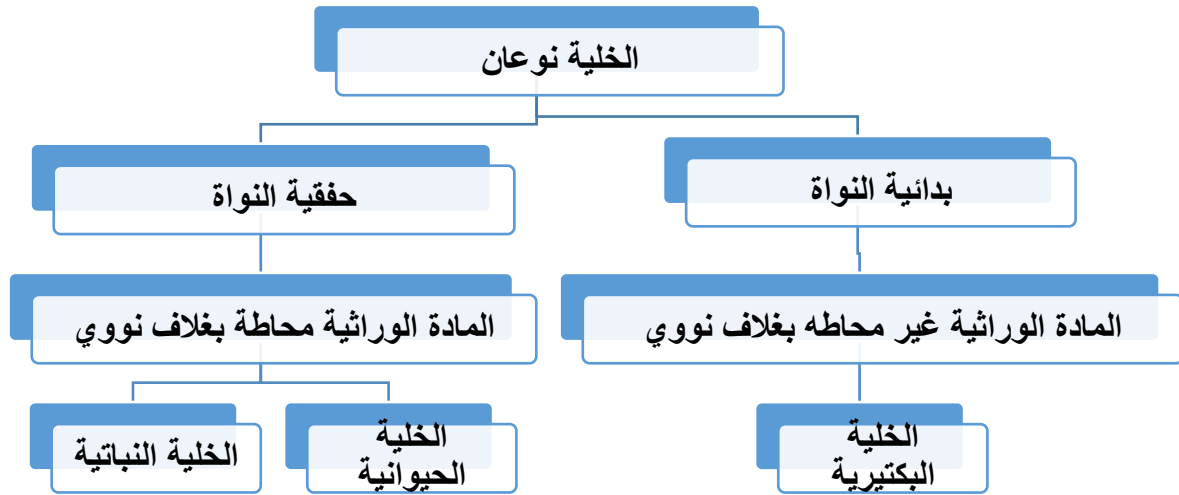 الخلية نوعان
بدائية النواة
حفقية النواة
المادة الوراثية غير محاطه بغلاف نووي
المادة الوراثية محاطة بغلاف نووي
الخلية
البكتيرية
الخلية
الحيوانية
الخلية النباتية